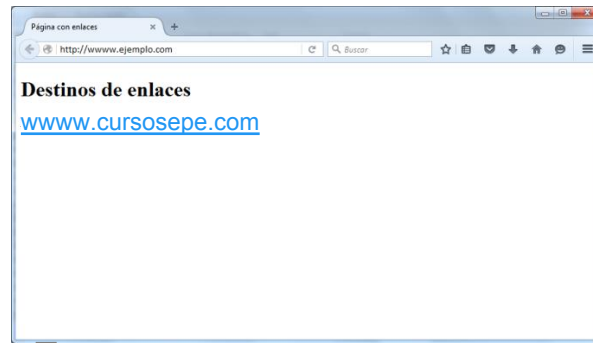 Página con enlaces
http://wwww.ejemplo.com
Buscar
Destinos de enlaces
wwww.cursosepe.com